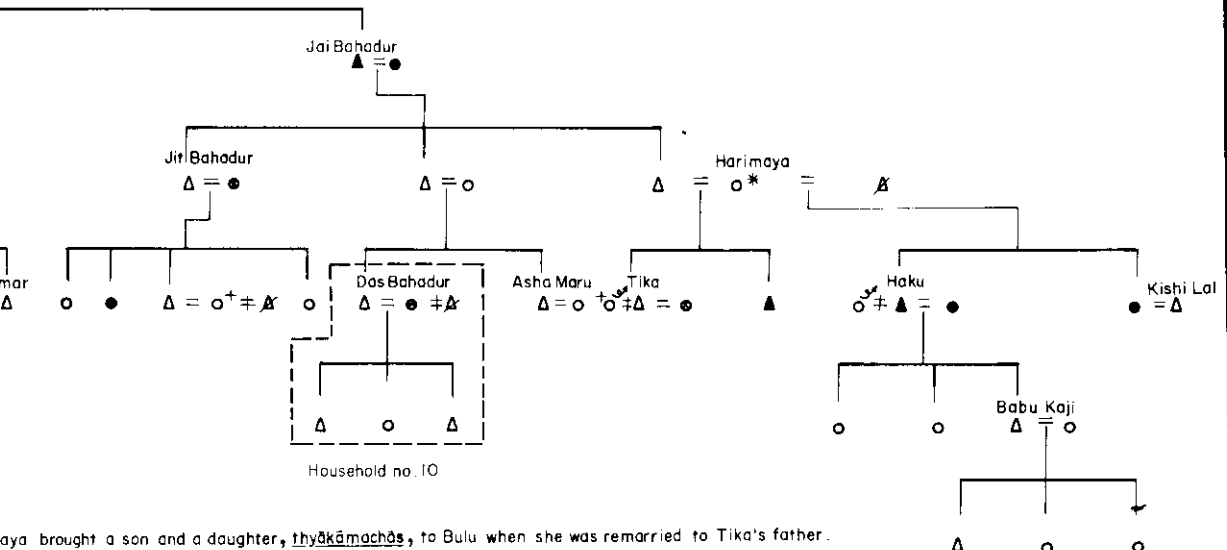 Jai Bahadur
Jit Bahadur
Harimaya
mar
Das Bahadur
Asha Maru
Tika
Haku
Kishi Lal
Babu Kaji
Household no. 10
aya brought a son and a daughter, thyākāmachās, to Bulu when she was remarried to Tika's father.